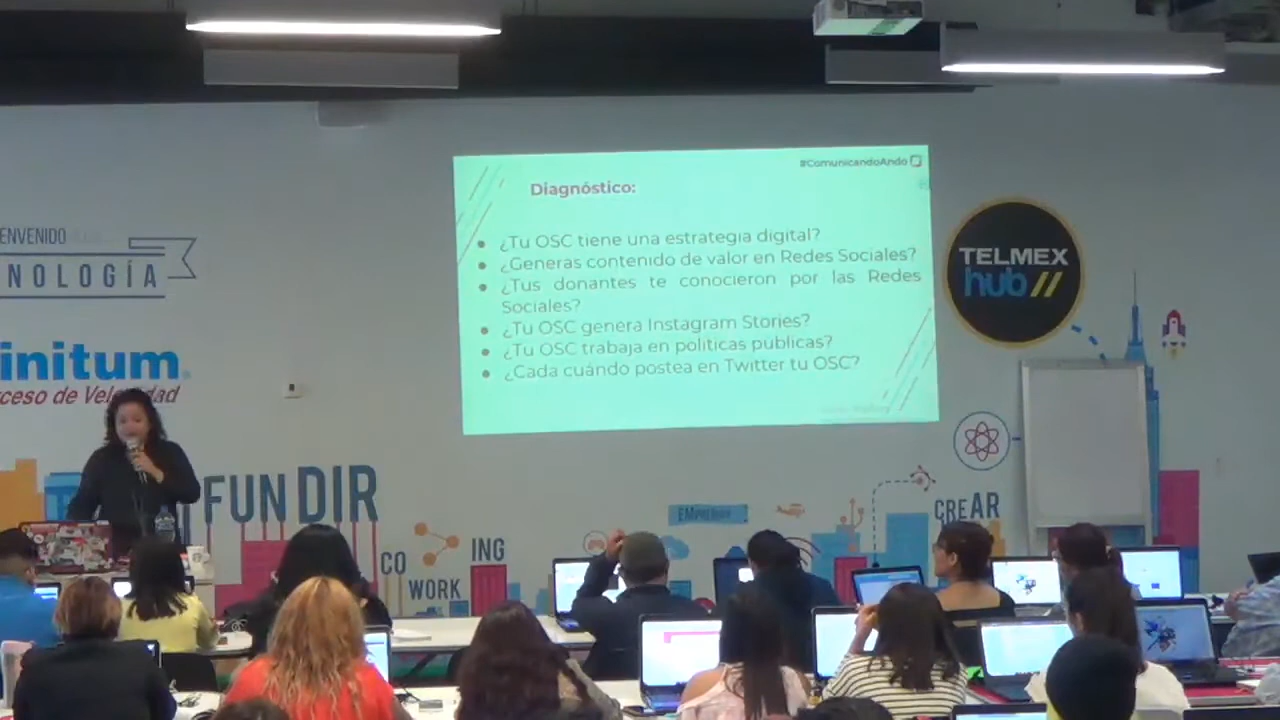 #ComunicandoAndo
Diagnóstico:
¿Tu OSC tiene una estrategia digital?
¿Generas contenido de valor en Redes Sociales?
¿Tus donantes te conocieron por las Redes
Sociales?
¿Tu OSC genera Instagram Stories?
¿Tu OSC trabaja en políticas publicas?
¿Cada cuándo postea en Twitter tu OSC?
TELMEX
hub //
ENVENIDO
NOLOGÍA
initum.
ceso de Velocidad
FUNDIR
CO
WORK
ING
CREAR